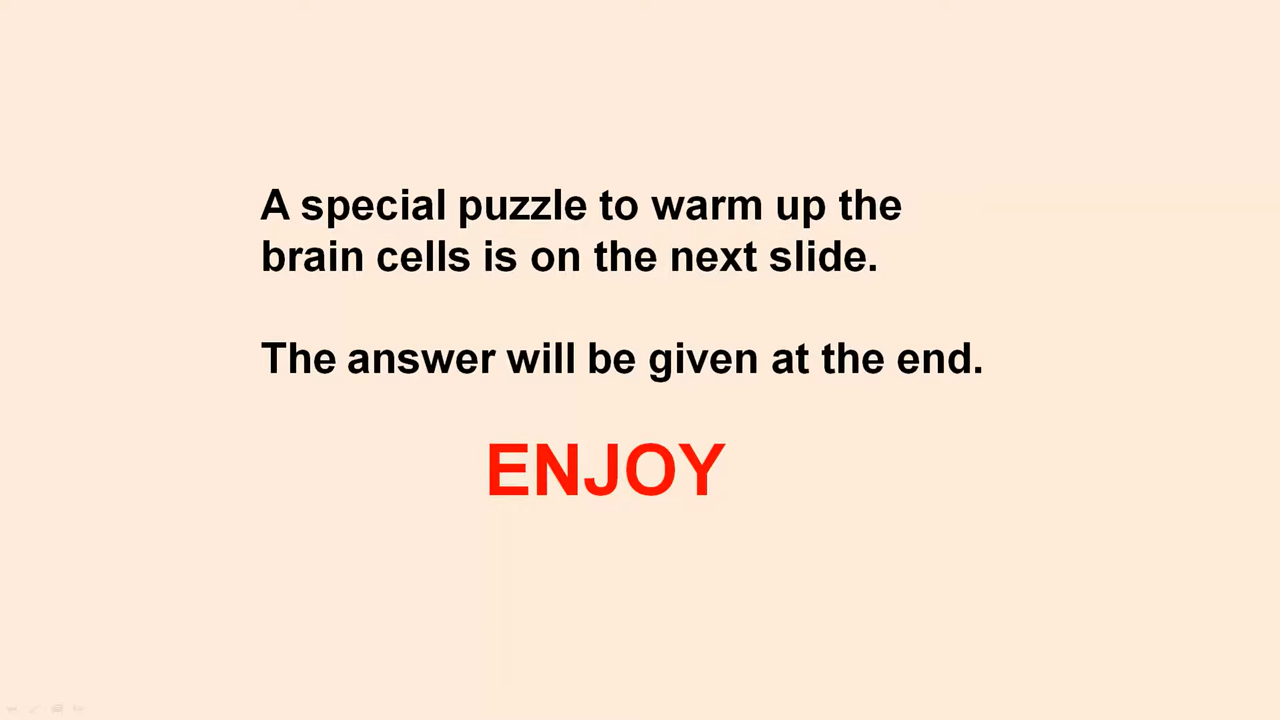 A special puzzle to warm up the
brain cells is on the next slide.
The answer will be given at the end.
ENJOY